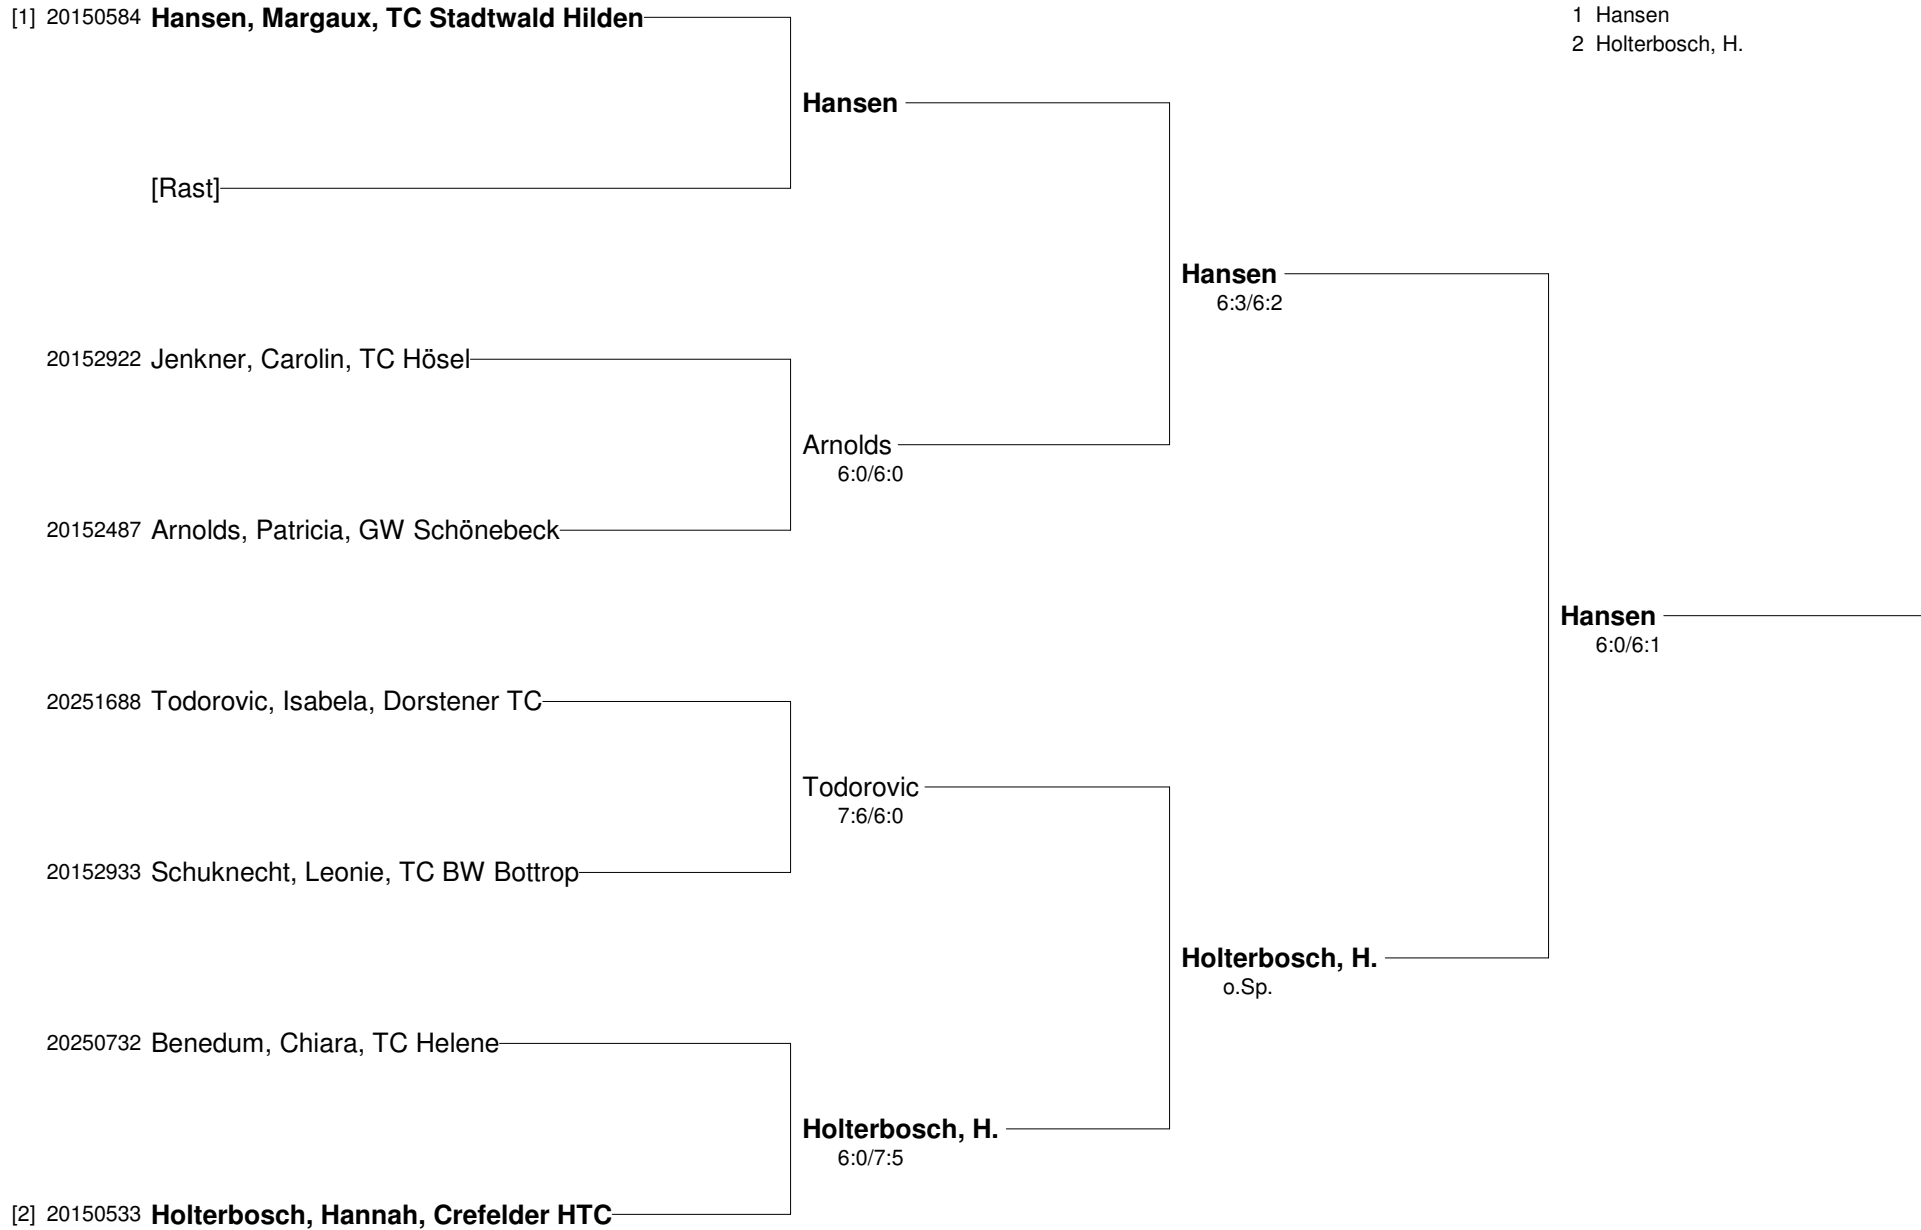 [1] 20150584 Hansen, Margaux, TC Stadtwald Hilden
1 Hansen
2 Holterbosch, H.
Hansen
[Rast]
Hansen
6:3/6:2
20152922 Jenkner, Carolin, TC Hösel
Arnolds
6:0/6:0
20152487 Arnolds, Patricia, GW Schönebeck
Hansen
6:0/6:1
20251688 Todorovic, Isabela, Dorstener TC
Todorovic
7:6/6:0
20152933 Schuknecht, Leonie, TC BW Bottrop
Holterbosch, H.
o.Sp.
20250732 Benedum, Chiara, TC Helene
Holterbosch, H.
6:0/7:5
[2] 20150533 Holterbosch, Hannah, Crefelder HTC